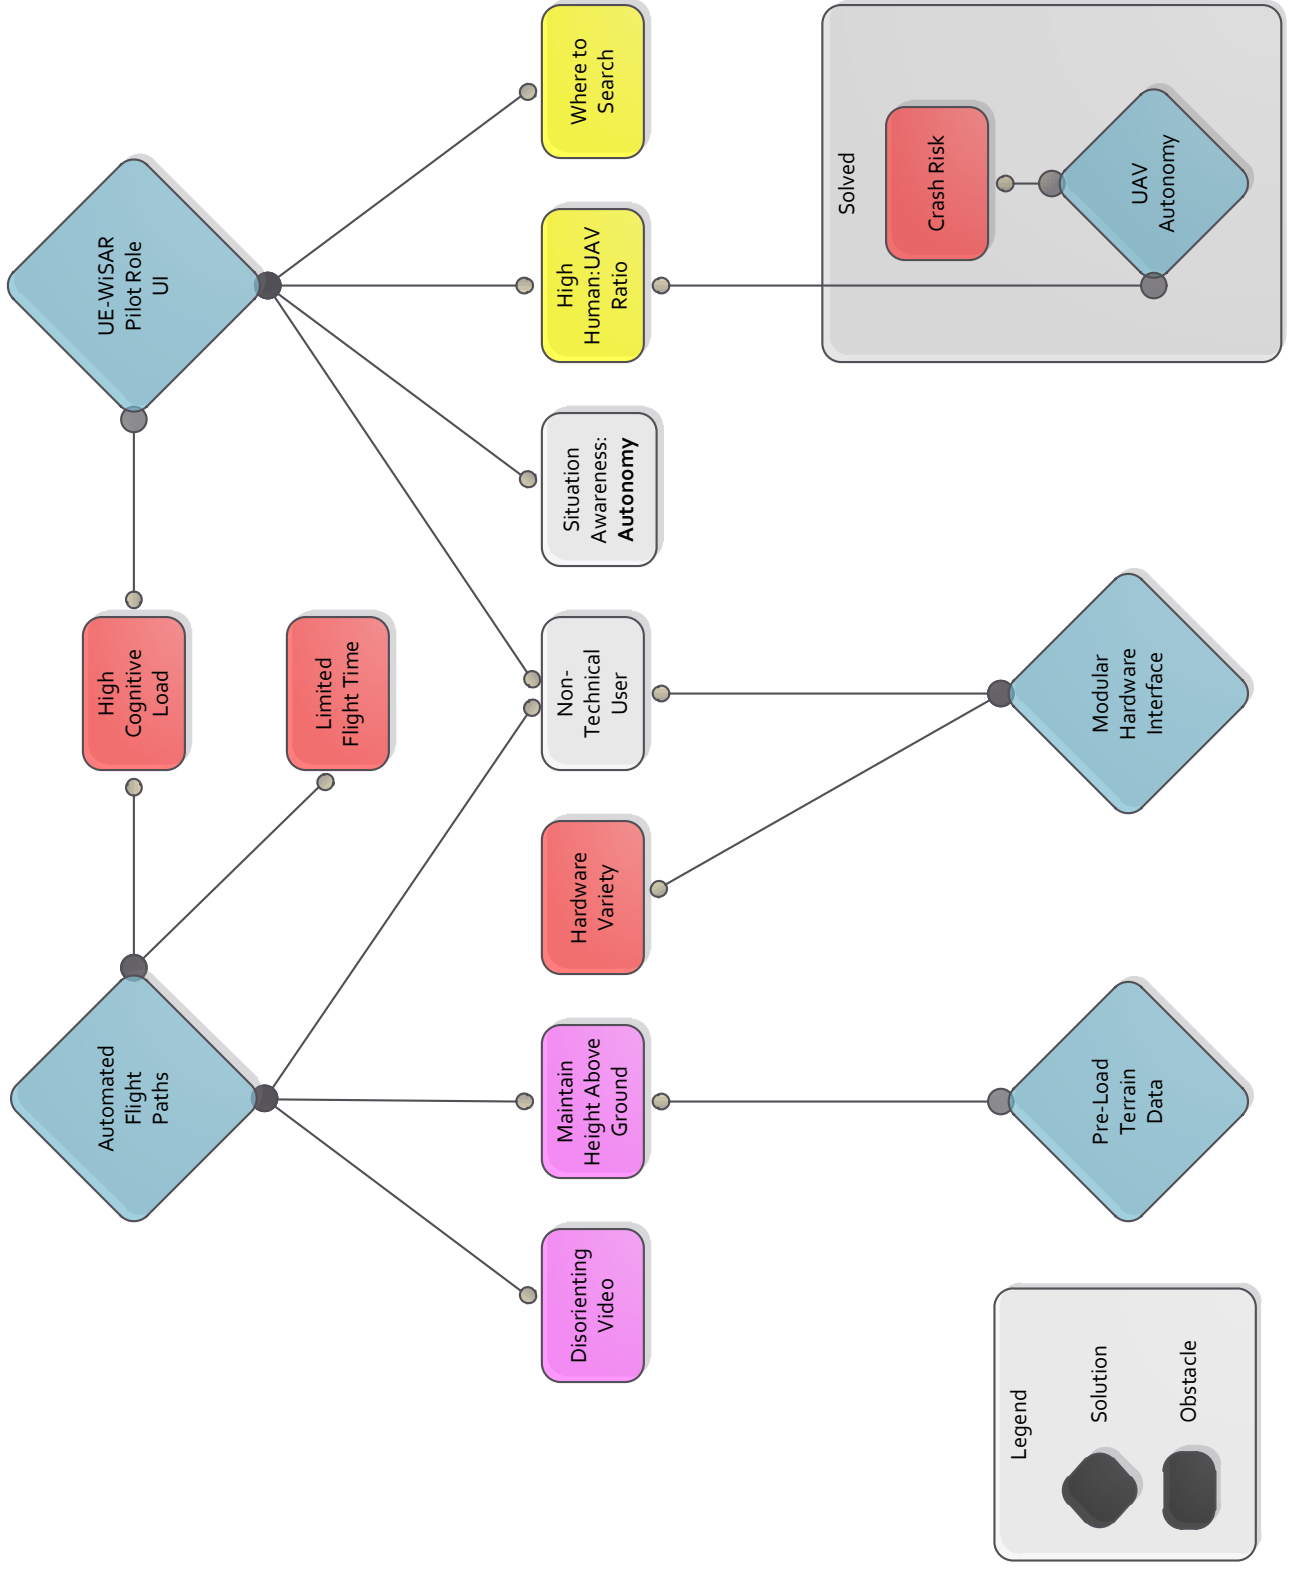 Automated
Flight
Paths
High
Cognitive
Load
UE-WiSAR
Pilot Role
UI
Limited
Flight Time
Disorienting
Video
Maintain
Height Above
Ground
Hardware
Variety
Non-
Technical
User
Situation
Awareness:
Autonomy
High
Human:UAV
Ratio
Where to
Search
Solved
Crash Risk
UAV
Autonomy
Legend
Solution
Obstacle
Pre-Load
Terrain
Data
Modular
Hardware
Interface